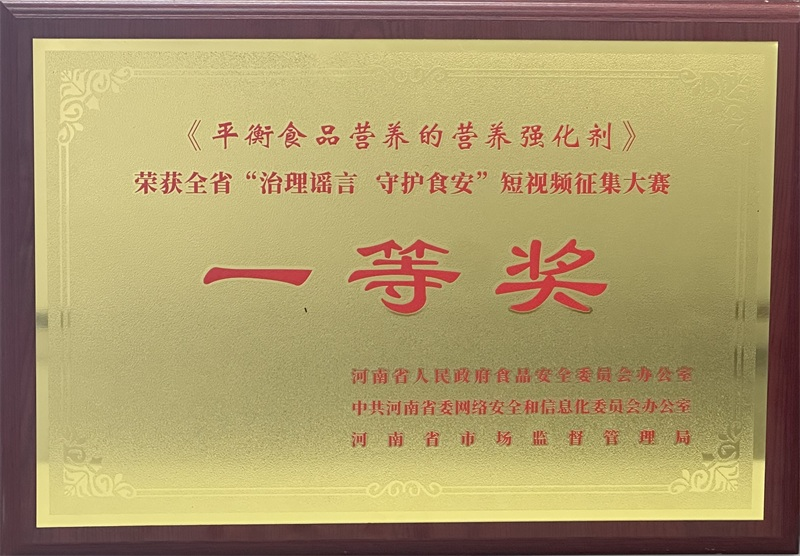 《平衡食品营养的营养强化剂》
荣获全省“治理谣言 守护食安”短视频征集大赛
一等奖
河南省人民政府食品安全委员会办公室
中共河南省委网络安全和信息化委员会办公室
河南省市场监督管理局